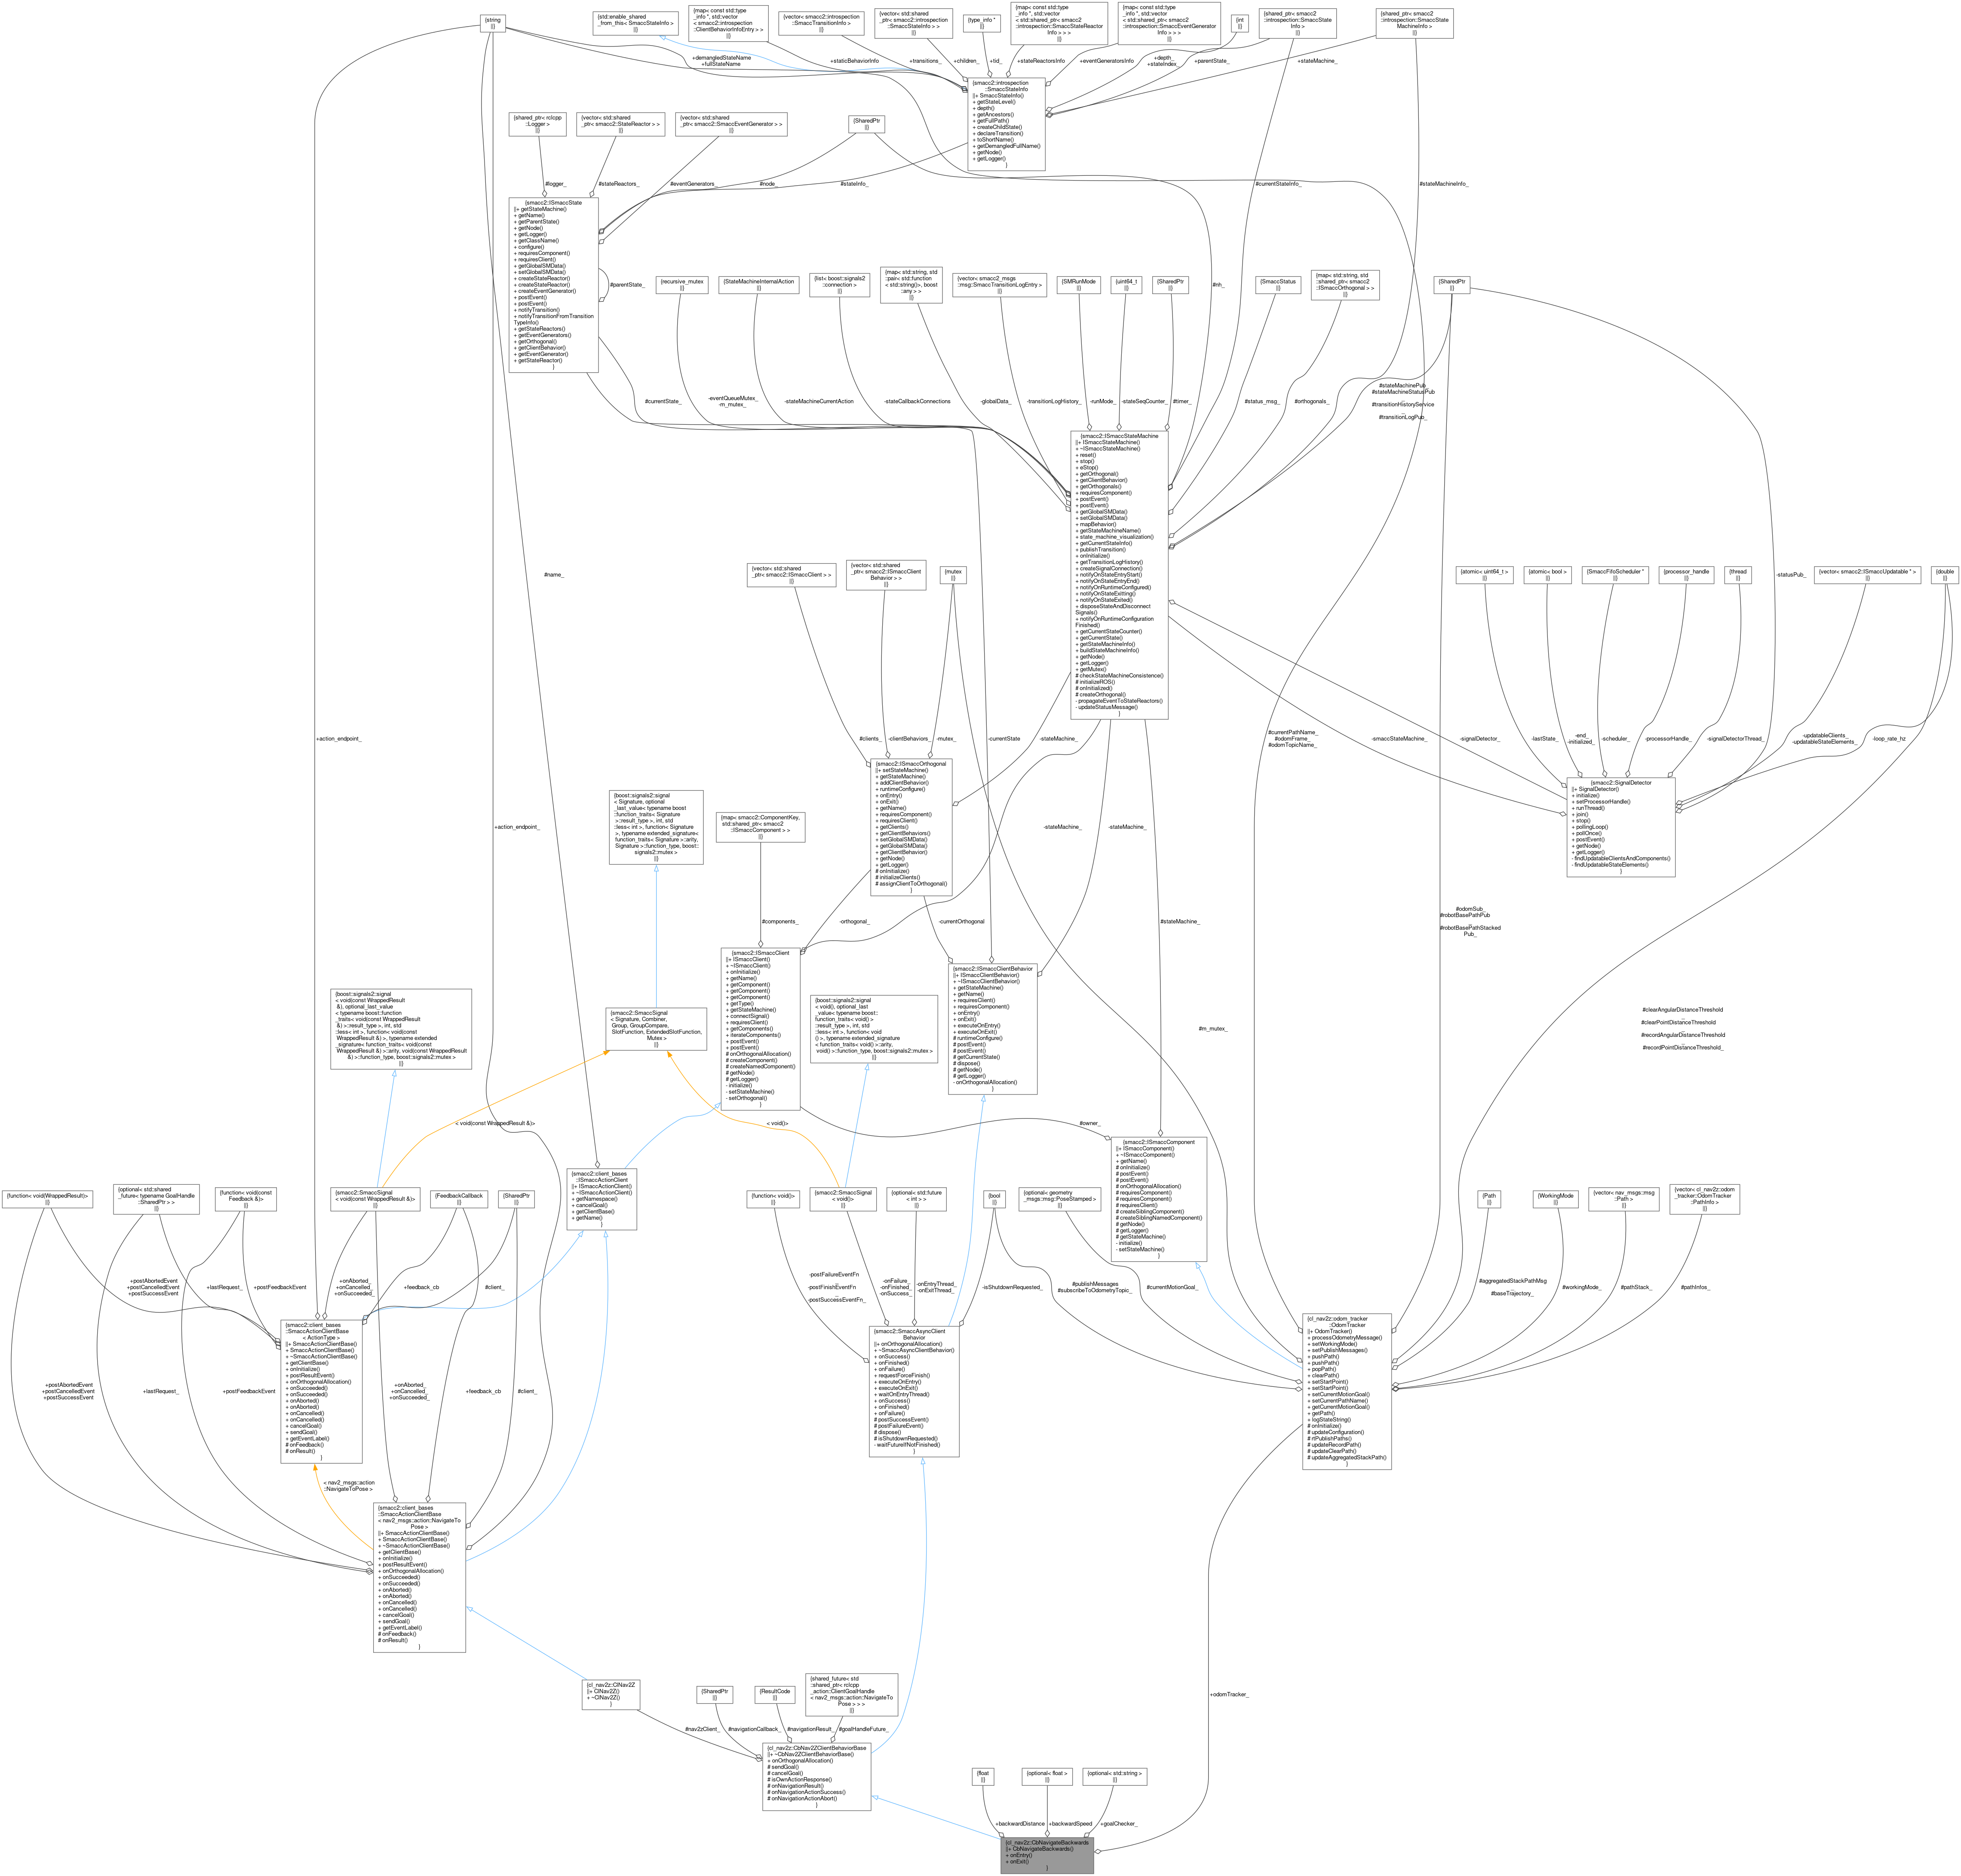 {string
||}
{std::enable_shared
_from_this< SmaccStateInfo >
||}
{map< const std::type
_info *, std::vector
< smacc2::introspection
::ClientBehaviorInfoEntry > >
||}
{vector< smacc2::introspection
::SmaccTransitionInfo >
||}
{vector< std::shared
_ptr< smacc2::introspection
::SmaccStateInfo > >
||}
{type_info *
||}
{map< const std::type
_info *, std::vector
< std::shared_ptr< smacc2
::introspection::SmaccStateReactor
Info > > >
||}
{map< const std::type
_info *, std::vector
< std::shared_ptr< smacc2
::introspection::SmaccEventGenerator
Info > > >
||}
{int
||}
{shared_ptr< smacc2
::introspection::SmaccState
Info >
||}
{shared_ptr< smacc2
::introspection::SmaccState
MachineInfo >
||}
+demangledStateName
+fullStateName
+staticBehaviorInfo
+transitions_
+children_
+tid_
+stateReactorsInfo
+eventGeneratorsInfo
+depth_
+stateIndex_
+parentState_
+stateMachine_
{smacc2::introspection
::SmaccStateInfo
||+ SmaccStateInfo()
+ getStateLevel()
+ depth()
+ getAncestors()
+ getFullPath()
+ createChildState()
+ declareTransition()
+ toShortName()
+ getDemangledFullName()
+ getNode()
+ getLogger()
}
{shared_ptr< rclcpp
::Logger >
||}
{vector< std::shared
_ptr< smacc2::StateReactor > >
||}
{vector< std::shared
_ptr< smacc2::SmaccEventGenerator > >
||}
{SharedPtr
||}
#logger_
#stateReactors_
#eventGenerators_
#node_
#stateInfo_
#currentStateInfo_
#stateMachineInfo_
{smacc2::ISmaccState
||+ getStateMachine()
+ getName()
+ getParentState()
+ getNode()
+ getLogger()
+ getClassName()
+ configure()
+ requiresComponent()
+ requiresClient()
+ getGlobalSMData()
+ setGlobalSMData()
+ createStateReactor()
+ createStateReactor()
+ createEventGenerator()
+ postEvent()
+ postEvent()
+ notifyTransition()
+ notifyTransitionFromTransition
TypeInfo()
+ getStateReactors()
+ getEventGenerators()
+ getOrthogonal()
+ getClientBehavior()
+ getEventGenerator()
+ getStateReactor()
}
#parentState_
{recursive_mutex
||}
{StateMachineInternalAction
||}
{list< boost::signals2
::connection >
||}
{map< std::string, std
::pair< std::function
< std::string()>, boost
::any > >
||}
{vector< smacc2_msgs
::msg::SmaccTransitionLogEntry >
||}
{SMRunMode
||}
{uint64_t
||}
{SharedPtr
||}
#nh_
{SmaccStatus
||}
{map< std::string, std
::shared_ptr< smacc2
::ISmaccOrthogonal > >
||}
{SharedPtr
||}
#currentState_
-eventQueueMutex_
-m_mutex_
-stateMachineCurrentAction
-stateCallbackConnections
-globalData_
-transitionLogHistory_
-runMode_
-stateSeqCounter_
#timer_
#status_msg_
#orthogonals_
#stateMachinePub_
#stateMachineStatusPub
_
#transitionHistoryService
_
#transitionLogPub_
{smacc2::ISmaccStateMachine
||+ ISmaccStateMachine()
+ ~ISmaccStateMachine()
+ reset()
+ stop()
+ eStop()
+ getOrthogonal()
+ getClientBehavior()
+ getOrthogonals()
+ requiresComponent()
+ postEvent()
+ postEvent()
+ getGlobalSMData()
+ setGlobalSMData()
+ mapBehavior()
+ getStateMachineName()
+ state_machine_visualization()
+ getCurrentStateInfo()
+ publishTransition()
+ onInitialize()
+ getTransitionLogHistory()
+ createSignalConnection()
+ notifyOnStateEntryStart()
+ notifyOnStateEntryEnd()
+ notifyOnRuntimeConfigured()
+ notifyOnStateExitting()
+ notifyOnStateExited()
+ disposeStateAndDisconnect
Signals()
+ notifyOnRuntimeConfiguration
Finished()
+ getCurrentStateCounter()
+ getCurrentState()
+ getStateMachineInfo()
+ buildStateMachineInfo()
+ getNode()
+ getLogger()
+ getMutex()
# checkStateMachineConsistence()
# initializeROS()
# onInitialized()
# createOrthogonal()
- propagateEventToStateReactors()
- updateStatusMessage()
}
#name_
{vector< std::shared
_ptr< smacc2::ISmaccClient > >
||}
{vector< std::shared
_ptr< smacc2::ISmaccClient
Behavior > >
||}
{mutex
||}
{atomic< uint64_t >
||}
{atomic< bool >
||}
{SmaccFifoScheduler *
||}
{processor_handle
||}
{thread
||}
-statusPub_
{vector< smacc2::ISmaccUpdatable * >
||}
{double
||}
+action_endpoint_
#clients_
-clientBehaviors_
-mutex_
-currentState
-stateMachine_
#currentPathName_
#odomFrame_
#odomTopicName_
-smaccStateMachine_
-signalDetector_
-lastState_
-end_
-initialized_
-scheduler_
-processorHandle_
-signalDetectorThread_
-updatableClients_
-updatableStateElements_
-loop_rate_hz
{smacc2::ISmaccOrthogonal
||+ setStateMachine()
+ getStateMachine()
+ addClientBehavior()
+ runtimeConfigure()
+ onEntry()
+ onExit()
+ getName()
+ requiresComponent()
+ requiresClient()
+ getClients()
+ getClientBehaviors()
+ setGlobalSMData()
+ getGlobalSMData()
+ getClientBehavior()
+ getNode()
+ getLogger()
# onInitialize()
# initializeClients()
# assignClientToOrthogonal()
}
{smacc2::SignalDetector
||+ SignalDetector()
+ initialize()
+ setProcessorHandle()
+ runThread()
+ join()
+ stop()
+ pollingLoop()
+ pollOnce()
+ postEvent()
+ getNode()
+ getLogger()
- findUpdatableClientsAndComponents()
- findUpdatableStateElements()
}
{boost::signals2::signal
< Signature, optional
_last_value< typename boost
::function_traits< Signature
>::result_type >, int, std
::less< int >, function< Signature
>, typename extended_signature<
function_traits< Signature >::arity,
Signature >::function_type, boost::
signals2::mutex >
||}
+action_endpoint_
{map< smacc2::ComponentKey,
std::shared_ptr< smacc2
::ISmaccComponent > >
||}
-stateMachine_
-stateMachine_
#components_
-orthogonal_
-currentOrthogonal
#stateMachine_
#odomSub_
#robotBasePathPub
_
#robotBasePathStacked
Pub_
{smacc2::ISmaccClient
||+ ISmaccClient()
+ ~ISmaccClient()
+ onInitialize()
+ getName()
+ getComponent()
+ getComponent()
+ getComponent()
+ getType()
+ getStateMachine()
+ connectSignal()
+ requiresClient()
+ getComponents()
+ iterateComponents()
+ postEvent()
+ postEvent()
# onOrthogonalAllocation()
# createComponent()
# createNamedComponent()
# getNode()
# getLogger()
- initialize()
- setStateMachine()
- setOrthogonal()
}
{smacc2::ISmaccClientBehavior
||+ ISmaccClientBehavior()
+ ~ISmaccClientBehavior()
+ getStateMachine()
+ getName()
+ requiresClient()
+ requiresComponent()
+ onEntry()
+ onExit()
+ executeOnEntry()
+ executeOnExit()
# runtimeConfigure()
# postEvent()
# postEvent()
# getCurrentState()
# dispose()
# getNode()
# getLogger()
- onOrthogonalAllocation()
}
{boost::signals2::signal
< void(const WrappedResult
&), optional_last_value
< typename boost::function
_traits< void(const WrappedResult
&) >::result_type >, int, std
::less< int >, function< void(const
WrappedResult &) >, typename extended
_signature< function_traits< void(const
WrappedResult &) >::arity, void(const WrappedResult
&) >::function_type, boost::signals2::mutex >
||}
{smacc2::SmaccSignal
< Signature, Combiner,
Group, GroupCompare,
SlotFunction, ExtendedSlotFunction,
Mutex >
||}
{boost::signals2::signal
< void(), optional_last
_value< typename boost::
function_traits< void() >
::result_type >, int, std
::less< int >, function< void
() >, typename extended_signature
< function_traits< void() >::arity,
void() >::function_type, boost::signals2::mutex >
||}
#m_mutex_
#clearAngularDistanceThreshold
_
#clearPointDistanceThreshold
_
#recordAngularDistanceThreshold
_
#recordPointDistanceThreshold_
< void(const WrappedResult &)>
< void()>
#owner_
{smacc2::ISmaccComponent
||+ ISmaccComponent()
+ ~ISmaccComponent()
+ getName()
# onInitialize()
# postEvent()
# postEvent()
# onOrthogonalAllocation()
# requiresComponent()
# requiresComponent()
# requiresClient()
# createSiblingComponent()
# createSiblingNamedComponent()
# getNode()
# getLogger()
# getStateMachine()
- initialize()
- setStateMachine()
}
{smacc2::client_bases
::ISmaccActionClient
||+ ISmaccActionClient()
+ ~ISmaccActionClient()
+ getNamespace()
+ cancelGoal()
+ getClientBase()
+ getName()
}
{function< void(WrappedResult)>
||}
{optional< std::shared
_future< typename GoalHandle
::SharedPtr > >
||}
{function< void(const
Feedback &)>
||}
{smacc2::SmaccSignal
< void(const WrappedResult &)>
||}
{FeedbackCallback
||}
{SharedPtr
||}
{function< void()>
||}
{smacc2::SmaccSignal
< void()>
||}
{optional< std::future
< int > >
||}
{bool
||}
{optional< geometry
_msgs::msg::PoseStamped >
||}
{Path
||}
{WorkingMode
||}
{vector< nav_msgs::msg
::Path >
||}
{vector< cl_nav2z::odom
_tracker::OdomTracker
::PathInfo >
||}
+postAbortedEvent
+postCancelledEvent
+postSuccessEvent
+lastRequest_
+postFeedbackEvent
+onAborted_
+onCancelled_
+onSucceeded_
+feedback_cb
#client_
-postFailureEventFn
_
-postFinishEventFn
_
-postSuccessEventFn_
-onFailure_
-onFinished_
-onSuccess_
-onEntryThread_
-onExitThread_
-isShutdownRequested_
#publishMessages
#subscribeToOdometryTopic_
#currentMotionGoal_
#aggregatedStackPathMsg
_
#baseTrajectory_
#workingMode_
#pathStack_
#pathInfos_
{smacc2::client_bases
::SmaccActionClientBase
< ActionType >
||+ SmaccActionClientBase()
+ SmaccActionClientBase()
+ ~SmaccActionClientBase()
+ getClientBase()
+ onInitialize()
+ postResultEvent()
+ onOrthogonalAllocation()
+ onSucceeded()
+ onSucceeded()
+ onAborted()
+ onAborted()
+ onCancelled()
+ onCancelled()
+ cancelGoal()
+ sendGoal()
+ getEventLabel()
# onFeedback()
# onResult()
}
{smacc2::SmaccAsyncClient
Behavior
||+ onOrthogonalAllocation()
+ ~SmaccAsyncClientBehavior()
+ onSuccess()
+ onFinished()
+ onFailure()
+ requestForceFinish()
+ executeOnEntry()
+ executeOnExit()
+ waitOnEntryThread()
+ onSuccess()
+ onFinished()
+ onFailure()
# postSuccessEvent()
# postFailureEvent()
# dispose()
# isShutdownRequested()
- waitFutureIfNotFinished()
}
{cl_nav2z::odom_tracker
::OdomTracker
||+ OdomTracker()
+ processOdometryMessage()
+ setWorkingMode()
+ setPublishMessages()
+ pushPath()
+ pushPath()
+ popPath()
+ clearPath()
+ setStartPoint()
+ setStartPoint()
+ setCurrentMotionGoal()
+ setCurrentPathName()
+ getCurrentMotionGoal()
+ getPath()
+ logStateString()
# onInitialize()
# updateConfiguration()
# rtPublishPaths()
# updateRecordPath()
# updateClearPath()
# updateAggregatedStackPath()
}
+postAbortedEvent
+postCancelledEvent
+postSuccessEvent
+lastRequest_
+postFeedbackEvent
+onAborted_
+onCancelled_
+onSucceeded_
+feedback_cb
#client_
< nav2_msgs::action
::NavigateToPose >
{smacc2::client_bases
::SmaccActionClientBase
< nav2_msgs::action::NavigateTo
Pose >
||+ SmaccActionClientBase()
+ SmaccActionClientBase()
+ ~SmaccActionClientBase()
+ getClientBase()
+ onInitialize()
+ postResultEvent()
+ onOrthogonalAllocation()
+ onSucceeded()
+ onSucceeded()
+ onAborted()
+ onAborted()
+ onCancelled()
+ onCancelled()
+ cancelGoal()
+ sendGoal()
+ getEventLabel()
# onFeedback()
# onResult()
}
{cl_nav2z::ClNav2Z
||+ ClNav2Z()
+ ~ClNav2Z()
}
{SharedPtr
||}
{ResultCode
||}
{shared_future< std
::shared_ptr< rclcpp
_action::ClientGoalHandle
< nav2_msgs::action::NavigateTo
Pose > > >
||}
+odomTracker_
#nav2zClient_
#navigationCallback_
#navigationResult_
#goalHandleFuture_
{cl_nav2z::CbNav2ZClientBehaviorBase
||+ ~CbNav2ZClientBehaviorBase()
+ onOrthogonalAllocation()
# sendGoal()
# cancelGoal()
# isOwnActionResponse()
# onNavigationResult()
# onNavigationActionSuccess()
# onNavigationActionAbort()
}
{float
||}
{optional< float >
||}
{optional< std::string >
||}
+backwardDistance
+backwardSpeed
+goalChecker_
{cl_nav2z::CbNavigateBackwards
||+ CbNavigateBackwards()
+ onEntry()
+ onExit()
}